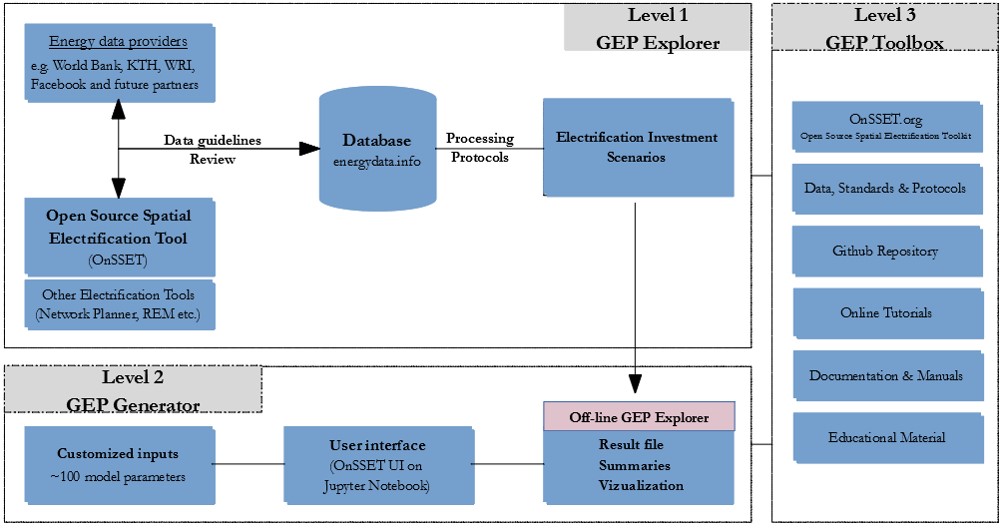 Level 1
GEP Explorer
Energy data providers
e.g. World Bank, KTH, WRI,
Facebook and future partners
Data guidelines
Review
Database
energydata.info
Processing
Protocols
Electrification Investment
Scenarios
Open Source Spatial
Electrification Tool
(OnSSET)
Other Electrification Tools
(Network Planner, REM etc.)
Level 2
GEP Generator
Customized inputs
~100 model parameters
User interface
(OnSSET UI on
Jupyter Notebook)
Off-line GEP Explorer
Result file
Summaries
Vizualization
Level 3
GEP Toolbox
OnSSET.org
Open Source Spatial Electrification Toolkit
Data, Standards & Protocols
Github Repository
Online Tutorials
Documentation & Manuals
Educational Material